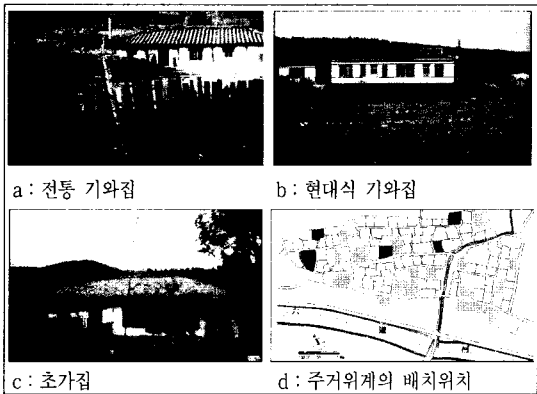 a : 전통 기와집
b : 현대식 기와집
c : 초가집
d : 주거위계의 배치위치